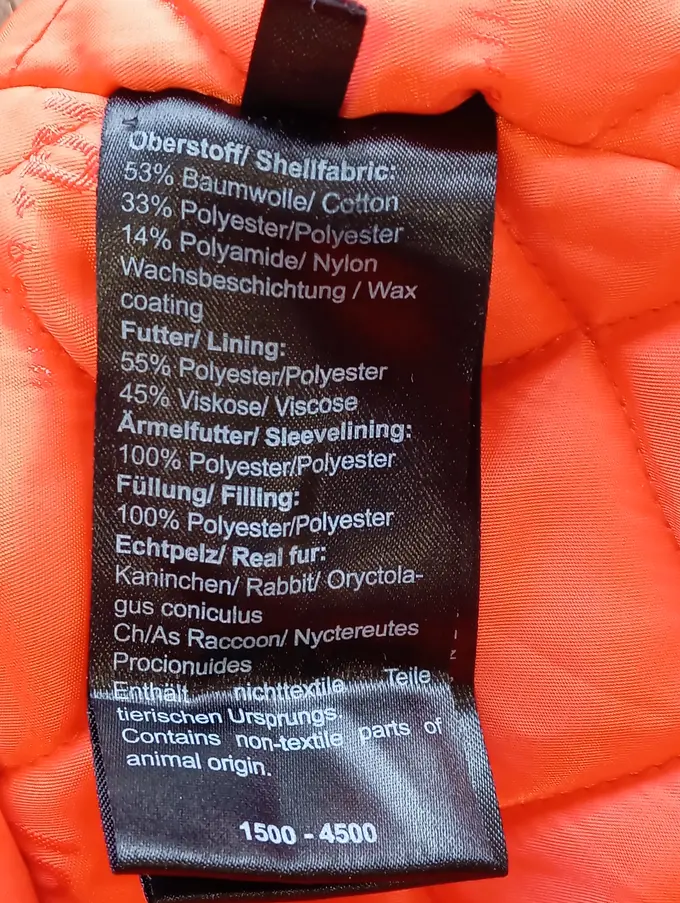 Oberstoff/ Shellfabric:
53% Baumwolle/ Cotton
33% Polyester/Polyester
14% Polyamide/ Nylon
Wachsbeschichtung / Wax
coating
Futter/ Lining:
55% Polyester/Polyester
45% Viskose/ Viscose
Ärmelfutter/ Sleevelining:
100% Polyester/Polyester
Füllung/ Filling:
100% Polyester/Polyester
Echtpelz/ Real fur:
Kaninchen/ Rabbit/ Oryctola-
gus coniculus
Ch/As Raccoon/ Nyctereutes
Procionuides
Enthält nichttextile Teile
tierischen Ursprungs.
Contains non-textile parts of
animal origin.
1500 - 4500